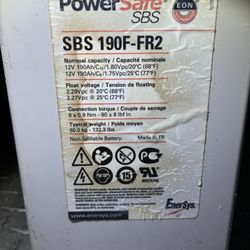 PowerSafe
SBS
EON
SBS 190F-FR2
Nominal capacity / Capacité nominale
12V 190Ah/C10/1.80Vpc/20°C (68°F)
12V 190Ah/C8/1.75Vpc/25°C (77°F)
Float voltage / Tension de floating
2.29Vpc @ 20°C (68°F)
2.27Vpc @ 25°C (77°F)
Connection torque / Couple de serrage
9 ± 0.9 Nm - 80 ± 8 lbf in
Typical weight / Poids moyen
60.0 kg - 132.3 lbs
Non-Spillable Battery.
Made in FR
Pb
15
EnerSys
www.enersys.com